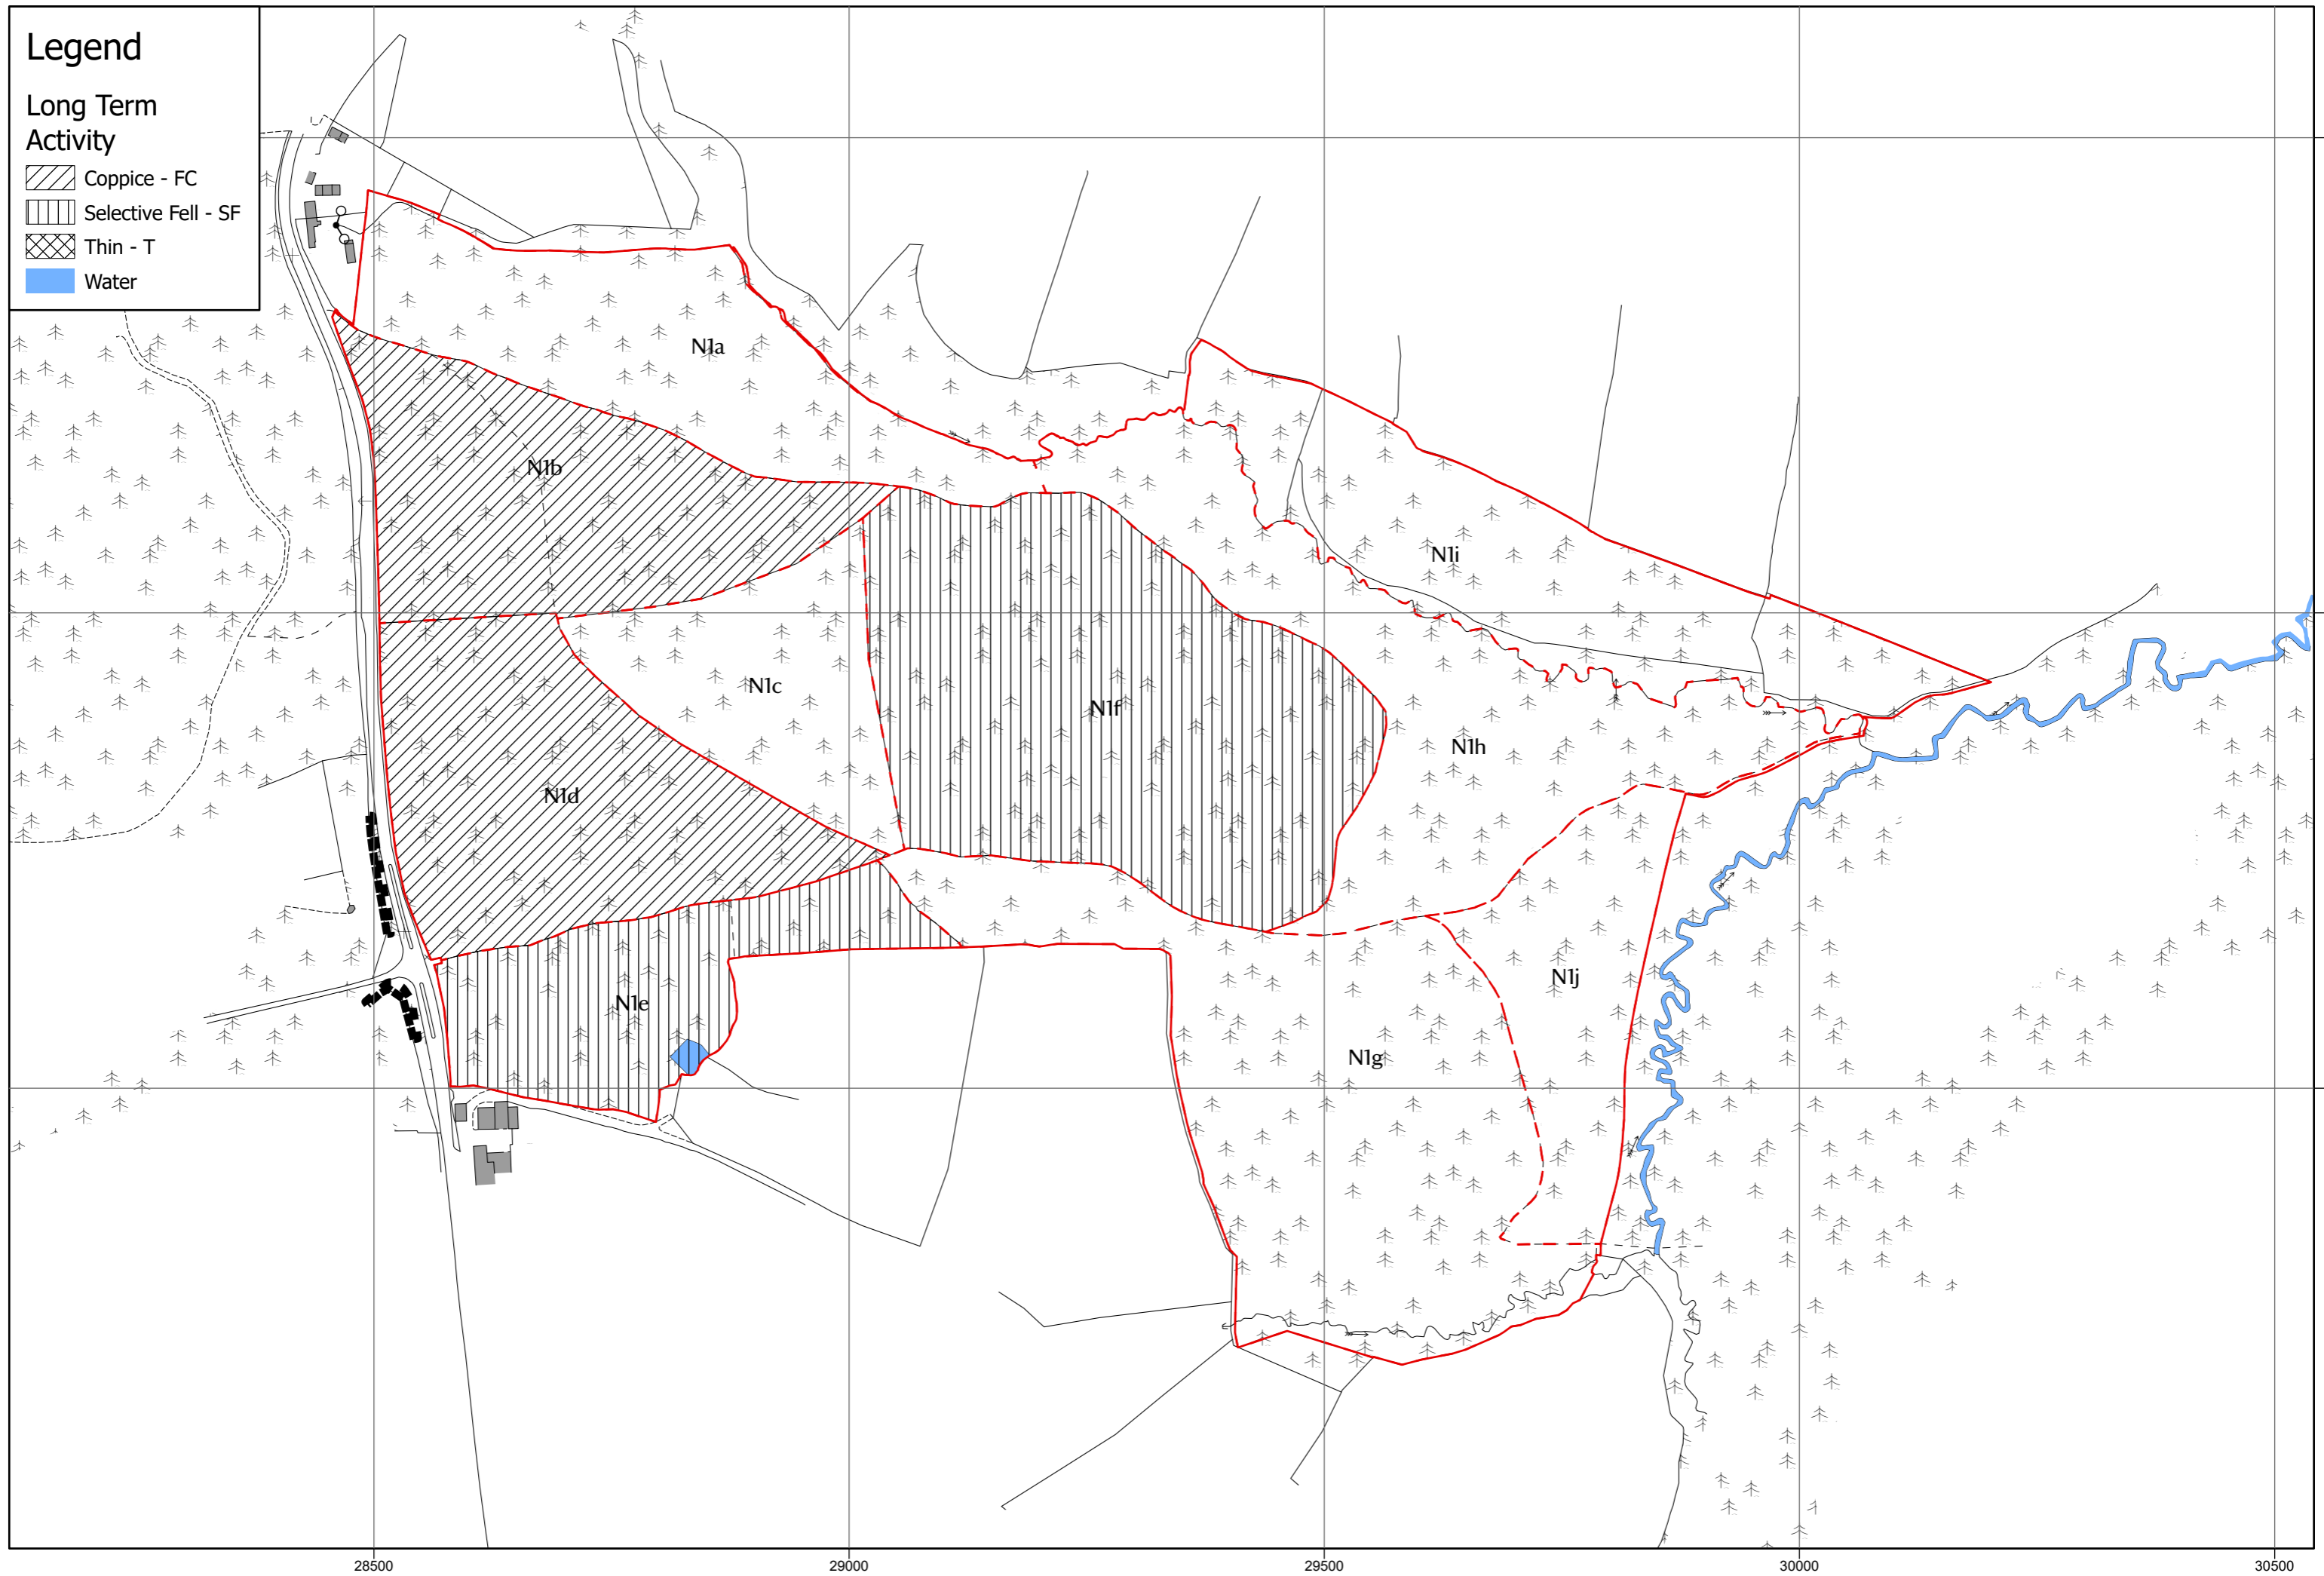 Legend
Long Term
Activity
Coppice - FC
Selective Fell - SF
Thin - T
Water
N1a
N1b
N1i
N1c
N1f
N1h
N1d
N1j
N1e
N1g
28500
29000
29500
30000
30500